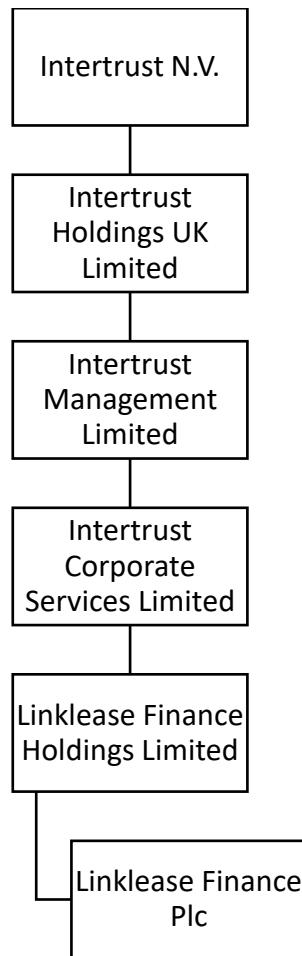 Intertrust N.V.
Intertrust
Holdings UK
Limited
Intertrust
Management
Limited
Intertrust
Corporate
Services Limited
Linklease Finance
Holdings Limited
Linklease Finance
Plc